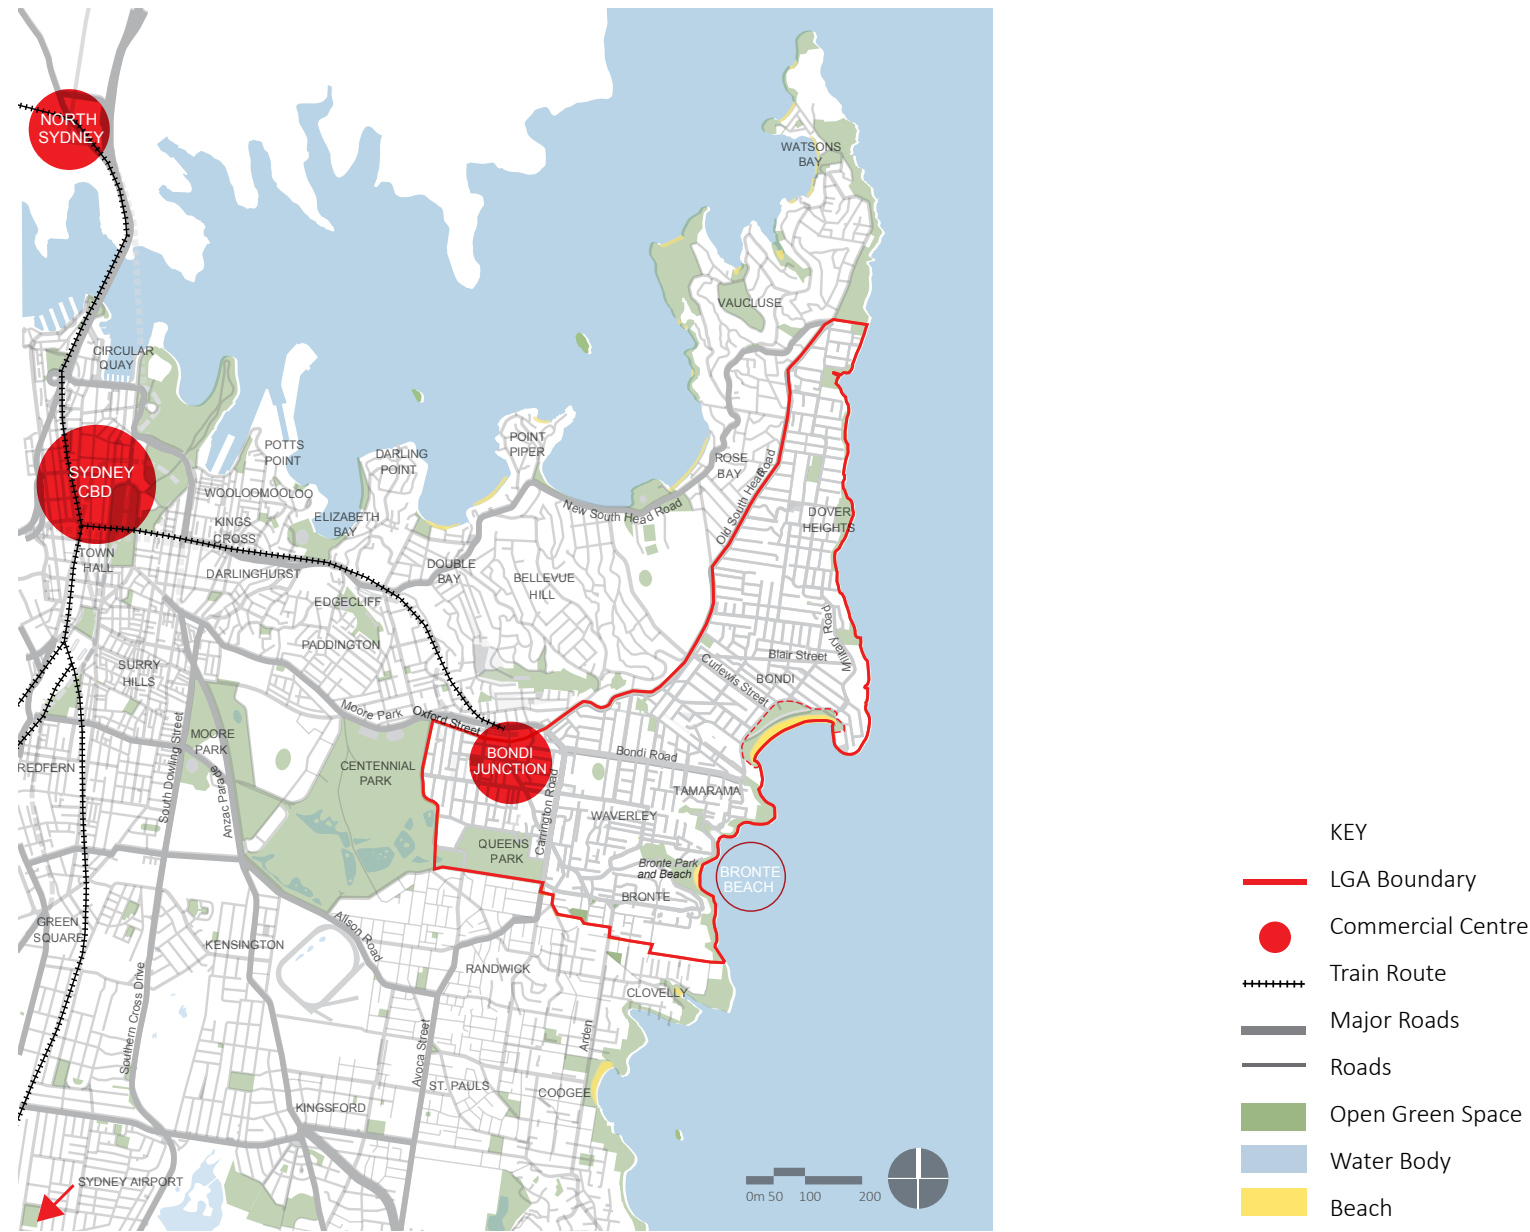 NORTH
SYDNEY
WATSONS
BAY
VAUCLUSE
CIRCULAR
QUAY
POTTS
POINT
DARLING
POINT
POINT
PIPER
ROSE
BAY
SYDNEY
CBD
WOOLOOMOOLOO
KINGS
CROSS
ELIZABETH
BAY
New South Head Road
Old South Head Road
DOVER
HEIGHTS
TOWN
HALL
DARLINGHURST
DOUBLE
BAY
BELLEVUE
HILL
EDGECLIFF
PADDINGTON
Military Road
Blair Street
SURRY
HILLS
Curlewis Street
BONDI
Moore Park
Oxford Street
MOORE
PARK
South Dowling Street
Anzac Parade
REDFERN
CENTENNIAL
PARK
BONDI
JUNCTION
Bondi Road
TAMARAMA
Carrington Road
WAVERLEY
QUEENS
PARK
Bronte Park
and Beach
BRONTE
BEACH
BRONTE
GREEN
SQUARE
KENSINGTON
Alison Road
RANDWICK
CLOVELLY
Southern Cross Drive
Avoca Street
Arden
ST. PAULS
COOGEE
KINGSFORD
SYDNEY AIRPORT
0m 50 100 200
KEY
LGA Boundary
Commercial Centre
Train Route
Major Roads
Roads
Open Green Space
Water Body
Beach